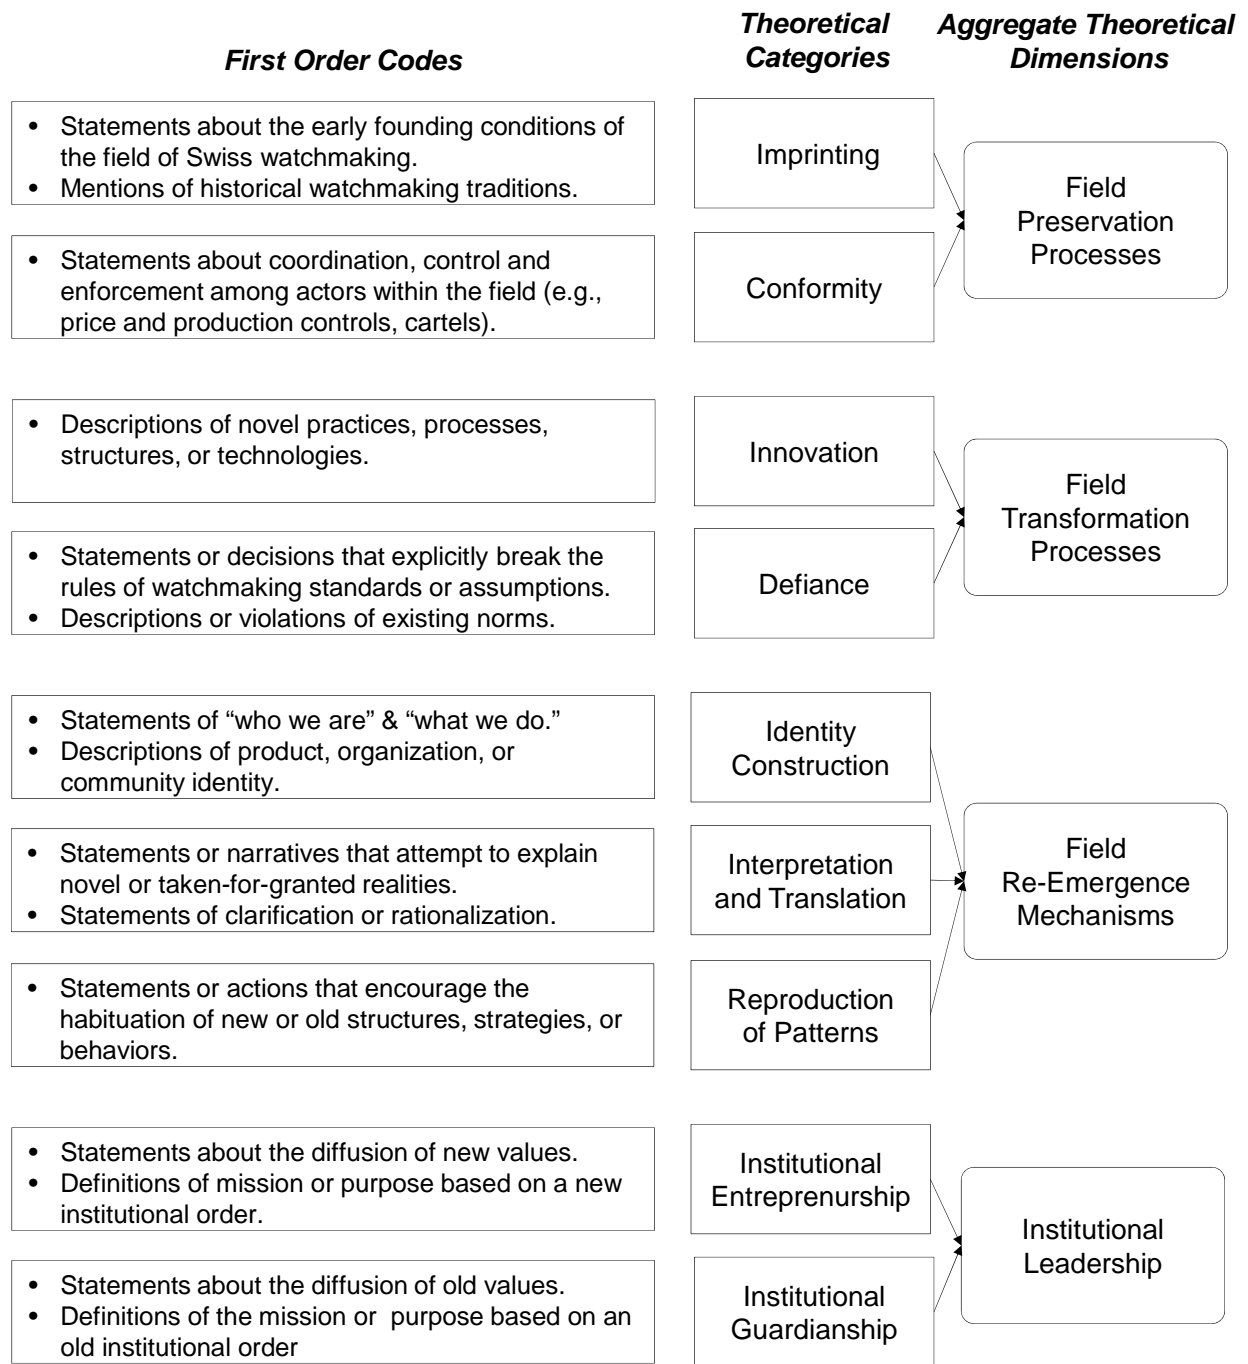 First Order Codes
Theoretical
Categories
Aggregate Theoretical
Dimensions
• Statements about the early founding conditions of
the field of Swiss watchmaking.
• Mentions of historical watchmaking traditions.
Imprinting
• Statements about coordination, control and
enforcement among actors within the field (e.g.,
price and production controls, cartels).
Conformity
Field
Preservation
Processes
• Descriptions of novel practices, processes,
structures, or technologies.
Innovation
• Statements or decisions that explicitly break the
rules of watchmaking standards or assumptions.
• Descriptions or violations of existing norms.
Defiance
Field
Transformation
Processes
• Statements of “who we are” & “what we do.”
• Descriptions of product, organization, or
community identity.
Identity
Construction
• Statements or narratives that attempt to explain
novel or taken-for-granted realities.
• Statements of clarification or rationalization.
Interpretation
and Translation
• Statements or actions that encourage the
habituation of new or old structures, strategies, or
behaviors.
Reproduction
of Patterns
Field
Re-Emergence
Mechanisms
• Statements about the diffusion of new values.
• Definitions of mission or purpose based on a new
institutional order.
Institutional
Entreprenurship
• Statements about the diffusion of old values.
• Definitions of the mission or  purpose based on an
old institutional order
Institutional
Guardianship
Institutional
Leadership